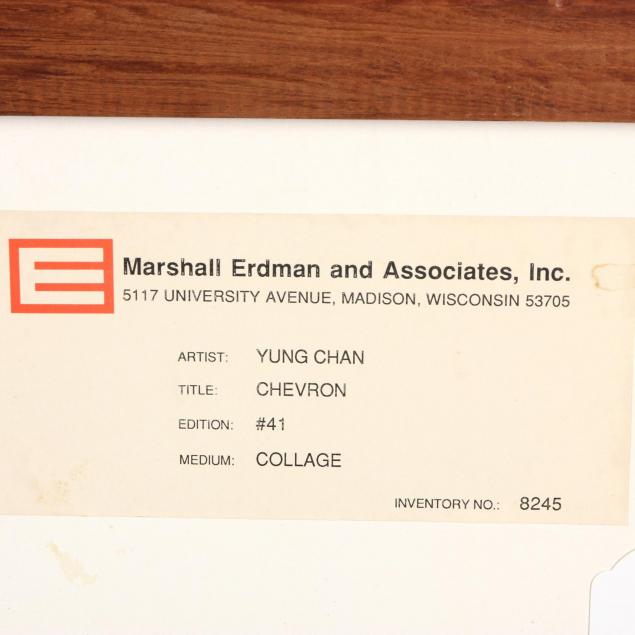 Marshall Erdman and Associates, Inc.
5117 UNIVERSITY AVENUE, MADISON, WISCONSIN 53705
ARTIST: YUNG CHAN
TITLE: CHEVRON
EDITION: #41
MEDIUM: COLLAGE
INVENTORY NO.: 8245